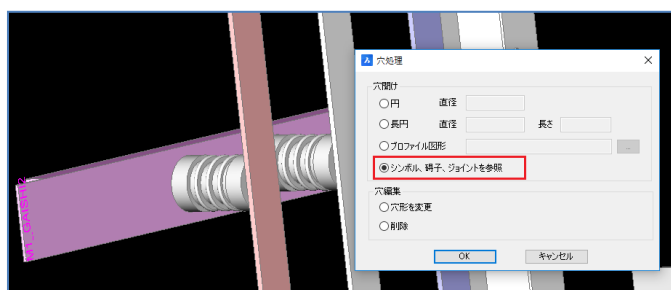 穴処理
穴開け
円 直径
長円 直径 長さ
プロファイル図形 ...
シンボル、碍子、ジョイントを参照
穴編集
穴形を変更
削除
OK キャンセル
M1_GAISHI2